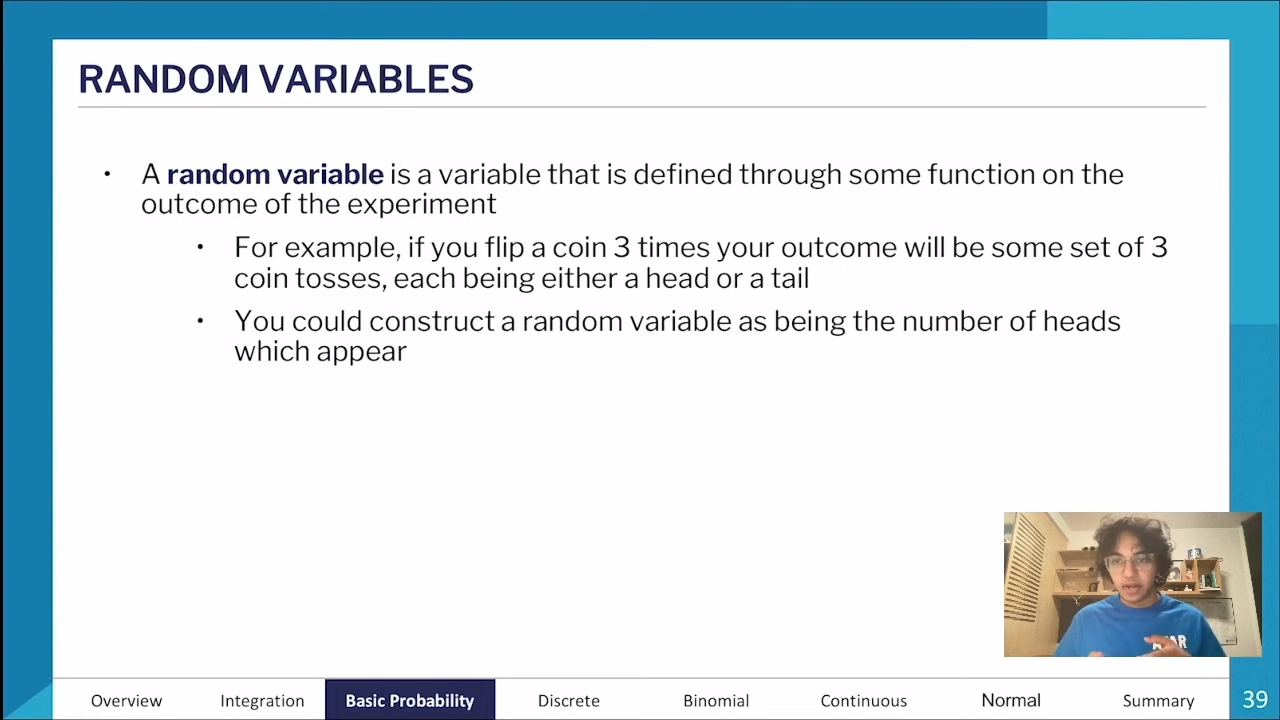 RANDOM VARIABLES
• A random variable is a variable that is defined through some function on the
outcome of the experiment
• For example, if you flip a coin 3 times your outcome will be some set of 3
coin tosses, each being either a head or a tail
• You could construct a random variable as being the number of heads
which appear
Overview Integration Basic Probability Discrete Binomial Continuous Normal Summary 39